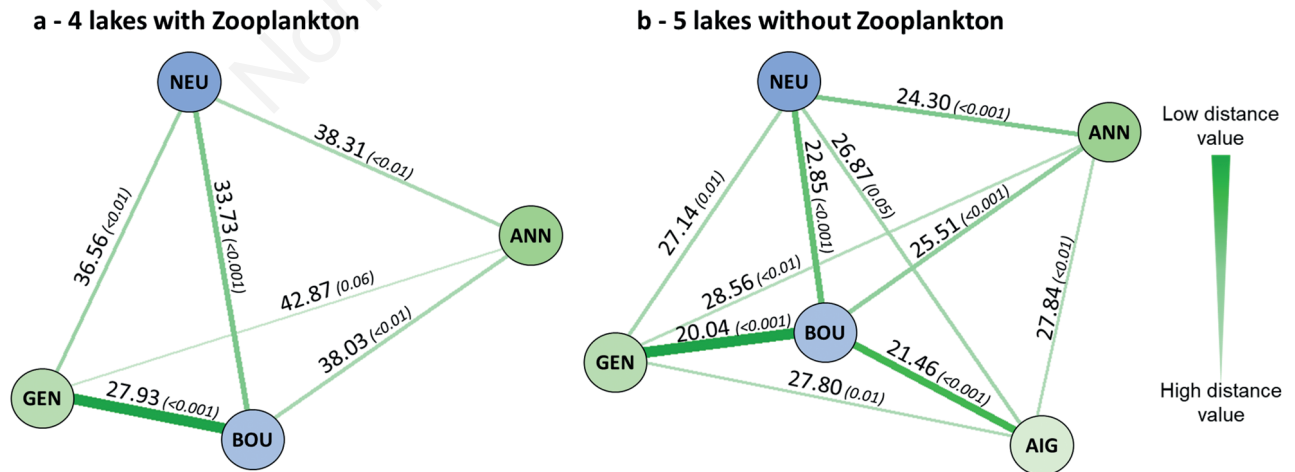 a - 4 lakes with Zooplankton
NEU
38.31 (<0.01)
36.56 (<0.01)
33.73 (<0.001)
ANN
42.87 (0.06)
38.03 (<0.01)
GEN
27.93 (<0.001)
BOU
b - 5 lakes without Zooplankton
NEU
24.30 (<0.001)
ANN
27.14 (0.01)
22.85 (<0.001)
26.87 (0.05)
25.51 (<0.001)
28.56 (<0.01)
27.84 (<0.01)
20.04 (<0.001)
BOU
GEN
21.46 (<0.001)
27.80 (0.01)
AIG
Low distance
value
High distance
value